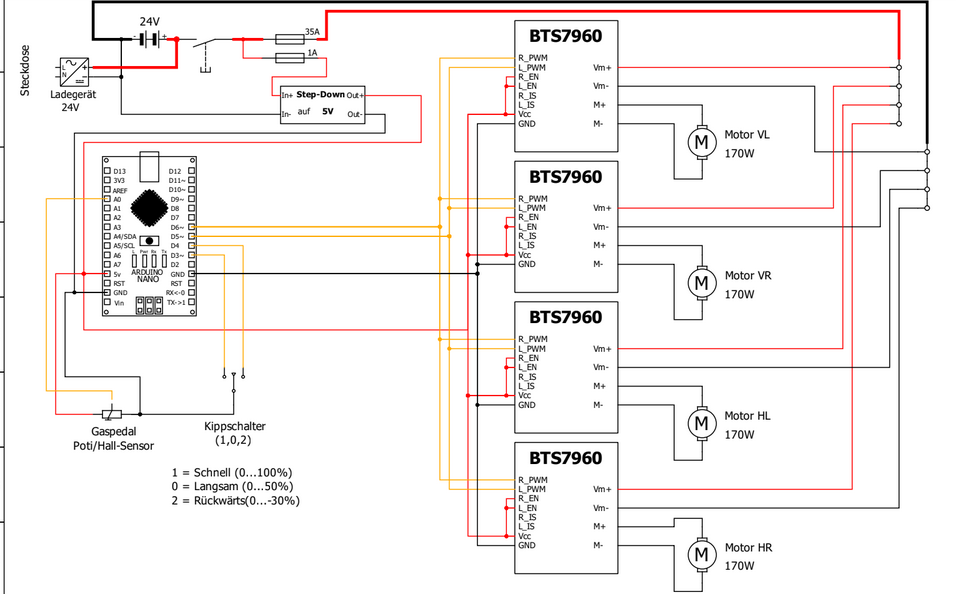 24V
-
+
35A
1A
Steckdose
L
N
+
-
Ladegerät
24V
In+ Step-Down Out+
auf 5V
In- Out-
D13 D12
3V3 D11~
AREF D10~
A0 D9~
A1 D8
A2 D7
A3 D6~
A4/SDA D5~
A5/SCL D4
A6 D3~
A7 D2
5v GND
RST RST
GND RX<-0
Vin TX->1
L Pwr Rx Tx
ARDUINO
NANO
Gaspedal
Poti/Hall-Sensor
Kippschalter
(1,0,2)
1 = Schnell (0...100%)
0 = Langsam (0...50%)
2 = Rückwärts(0...-30%)
BTS7960
R_PWM
L_PWM Vm+
R_EN
L_EN Vm-
R_IS
L_IS M+
Vcc
GND M-
M
Motor VL
170W
BTS7960
R_PWM
L_PWM Vm+
R_EN
L_EN Vm-
R_IS
L_IS M+
Vcc
GND M-
M
Motor VR
170W
BTS7960
R_PWM
L_PWM Vm+
R_EN
L_EN Vm-
R_IS
L_IS M+
Vcc
GND M-
M
Motor HL
170W
BTS7960
R_PWM
L_PWM Vm+
R_EN
L_EN Vm-
R_IS
L_IS M+
Vcc
GND M-
M
Motor HR
170W